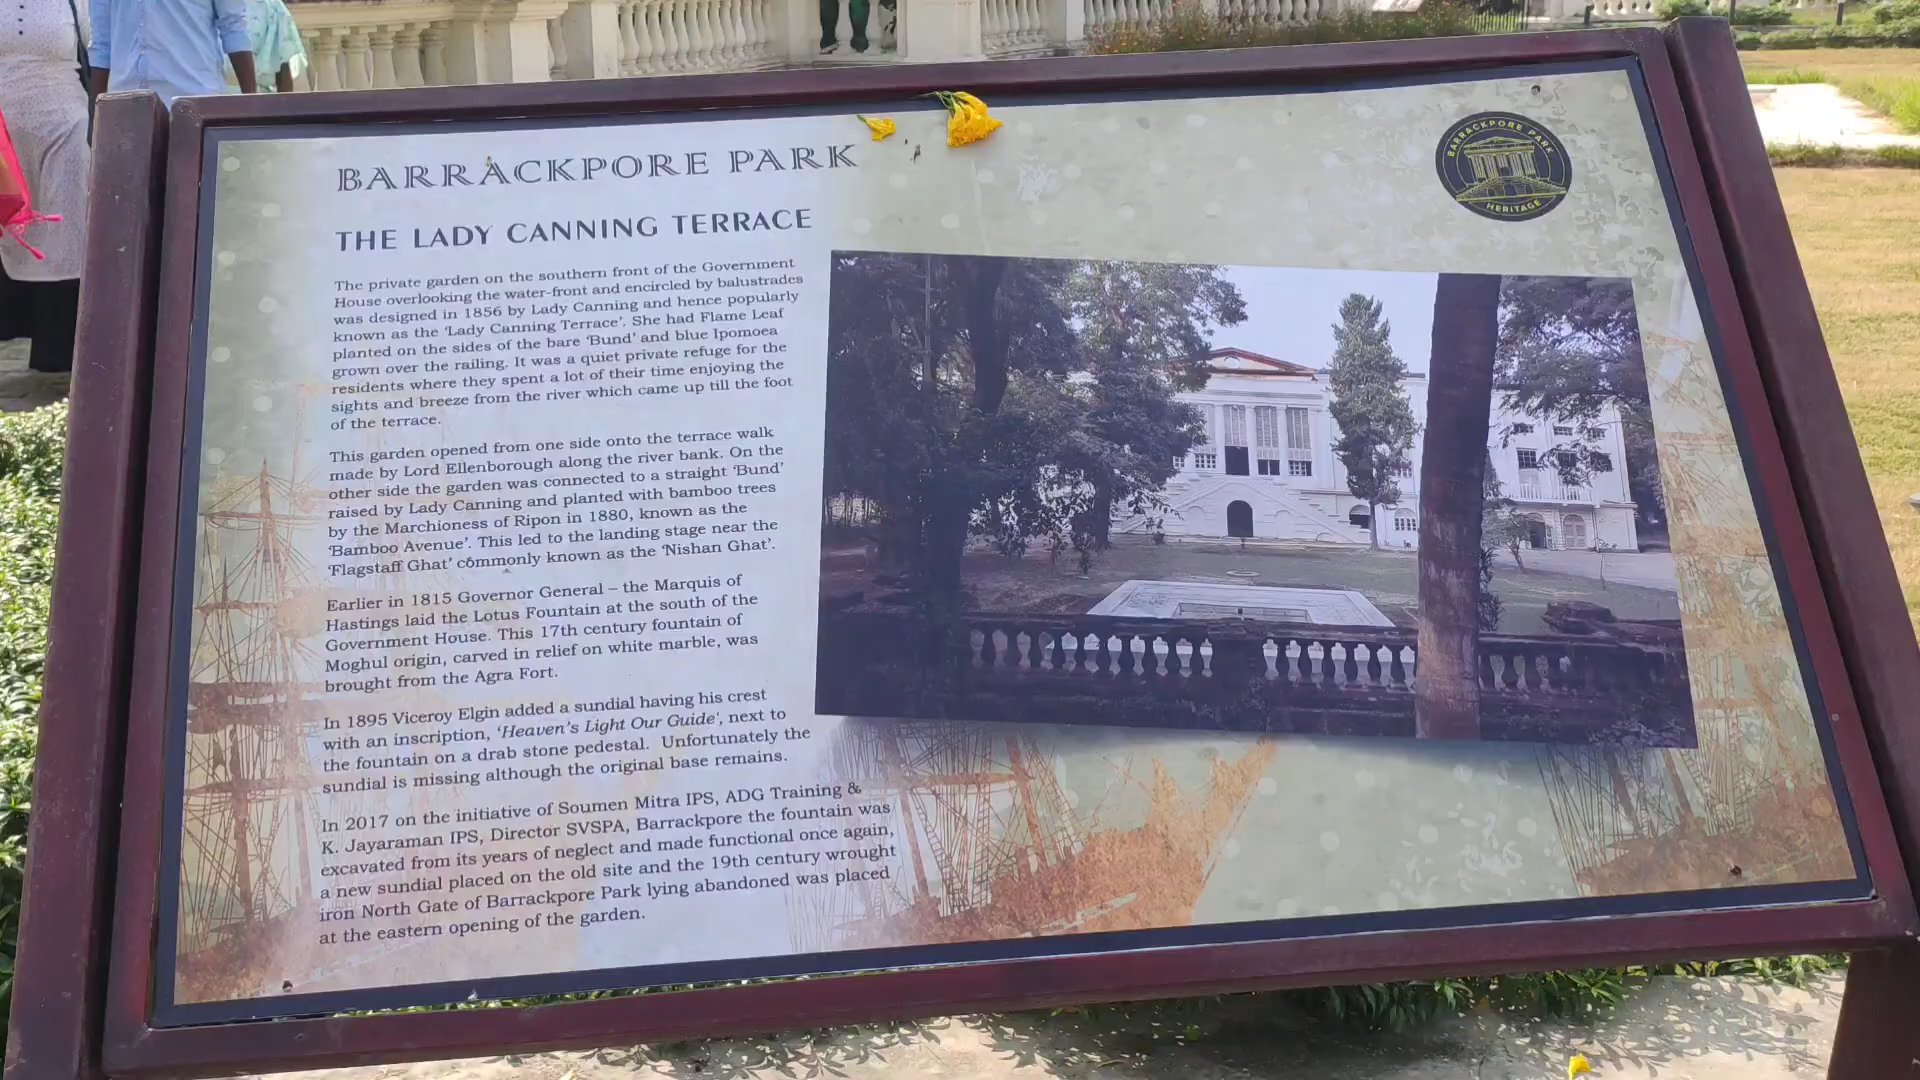 BARRACKPORE PARK
THE LADY CANNING TERRACE
The private garden on the southern front of the Government
House overlooking the water-front and encircled by balustrades
was designed in 1856 by Lady Canning and hence popularly
known as the 'Lady Canning Terrace'. She had Flame Leaf
planted on the sides of the bare 'Bund' and blue Ipomoea
grown over the railing. It was a quiet private refuge for the
residents where they spent a lot of their time enjoying the
sights and breeze from the river which came up till the foot
of the terrace.
This garden opened from one side onto the terrace walk
made by Lord Ellenborough along the river bank. On the
other side the garden was connected to a straight 'Bund'
raised by Lady Canning and planted with bamboo trees
by the Marchioness of Ripon in 1880, known as the
'Bamboo Avenue'. This led to the landing stage near the
'Flagstaff Ghat' commonly known as the 'Nishan Ghat'.
Earlier in 1815 Governor General – the Marquis of
Hastings laid the Lotus Fountain at the south of the
Government House. This 17th century fountain of
Moghul origin, carved in relief on white marble, was
brought from the Agra Fort.
In 1895 Viceroy Elgin added a sundial having his crest
with an inscription, 'Heaven's Light Our Guide', next to
the fountain on a drab stone pedestal. Unfortunately the
sundial is missing although the original base remains.
In 2017 on the initiative of Soumen Mitra IPS, ADG Training &
K. Jayaraman IPS, Director SVSPA, Barrackpore the fountain was
excavated from its years of neglect and made functional once again,
a new sundial placed on the old site and the 19th century wrought
iron North Gate of Barrackpore Park lying abandoned was placed
at the eastern opening of the garden.
BARRACKPORE PARK
HERITAGE